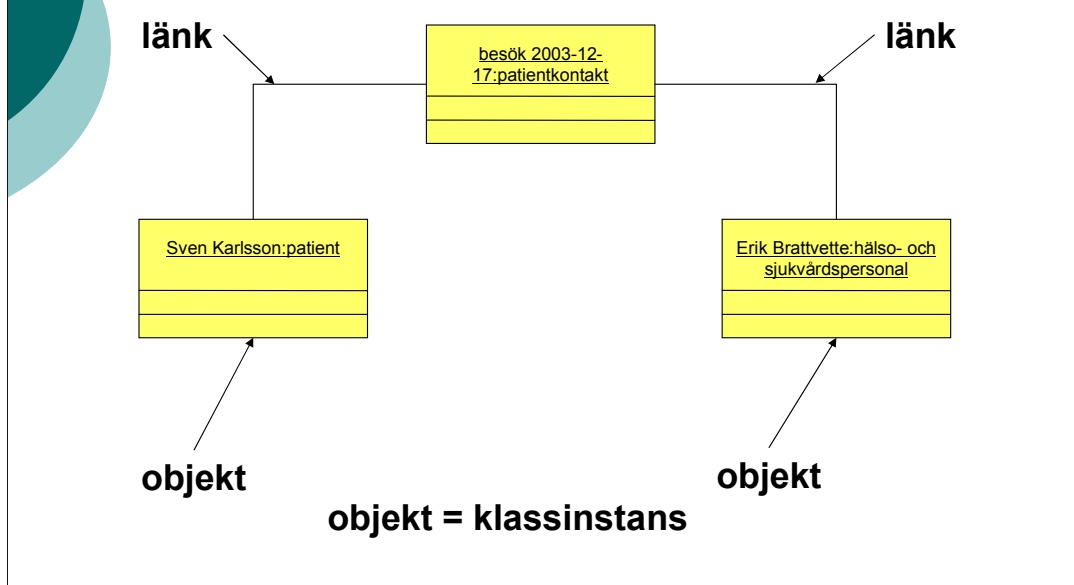 länk
länk
besök 2003-12-
17:patientkontakt
Sven Karlsson:patient
Erik Brattvette:hälso- och
sjukvårdspersonal
objekt
objekt
objekt = klassinstans